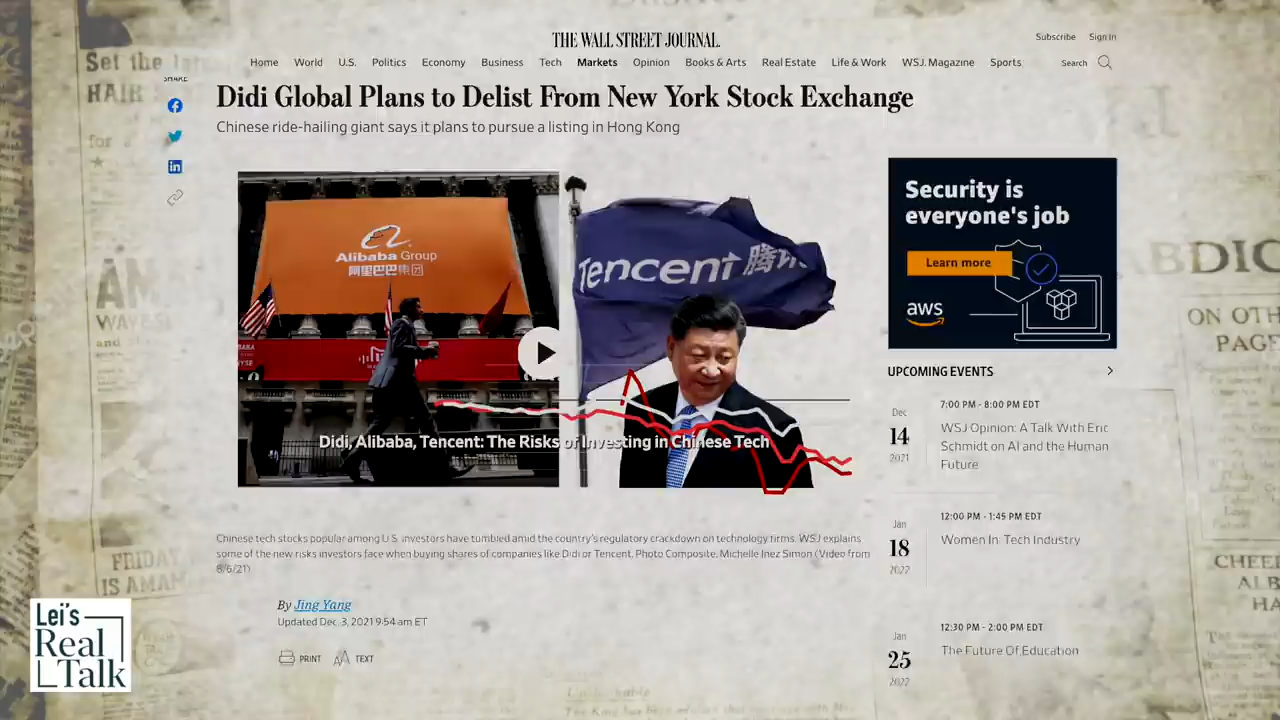 THE WALL STREET JOURNAL.
Subscribe Sign In
Home World U.S. Politics Economy Business Tech Markets Opinion Books & Arts Real Estate Life & Work WSJ. Magazine Sports Search
SHARE
Didi Global Plans to Delist From New York Stock Exchange
Chinese ride-hailing giant says it plans to pursue a listing in Hong Kong
Alibaba Group
阿里巴巴集团
Tencent 腾讯
Didi, Alibaba, Tencent: The Risks of Investing in Chinese Tech
Chinese tech stocks popular among U.S. investors have tumbled amid the country's regulatory crackdown on technology firms. WSJ explains
some of the new risks investors face when buying shares of companies like Didi or Tencent. Photo Composite: Michelle Inez Simon (Video from
8/6/21)
By Jing Yang
Updated Dec. 3, 2021 9:54 am ET
PRINT TEXT
Security is
everyone's job
Learn more
aws
UPCOMING EVENTS
Dec
14
2021
7:00 PM - 8:00 PM EDT
WSJ Opinion: A Talk With Eric
Schmidt on AI and the Human
Future
Jan
18
2022
12:00 PM - 1:45 PM EDT
Women In: Tech Industry
Jan
25
2022
12:30 PM - 2:00 PM EDT
The Future Of Education
Lei's
Real
Talk
Set the
HAIR
for
WAVES
FRIDAY
IS AMAM
BDIC
ON OTH
PAGE
CHEE
ALB
HA